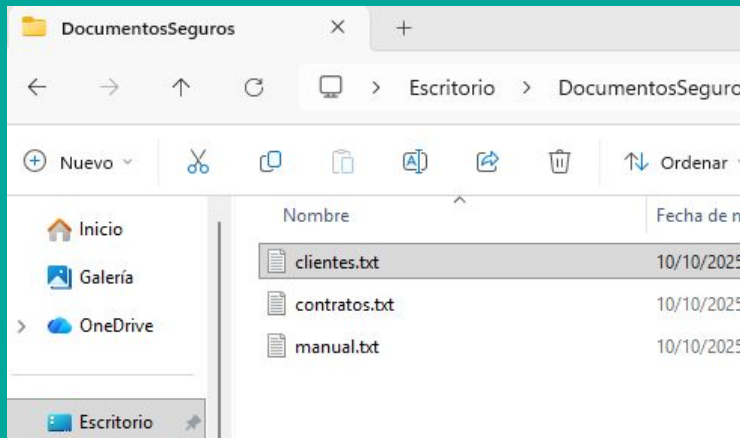 DocumentosSeguros
Escritorio > DocumentosSeguro
Nuevo
Ordenar
Inicio
Galería
OneDrive
Escritorio
Nombre
Fecha de
clientes.txt
10/10/2025
contratos.txt
10/10/2025
manual.txt
10/10/2025